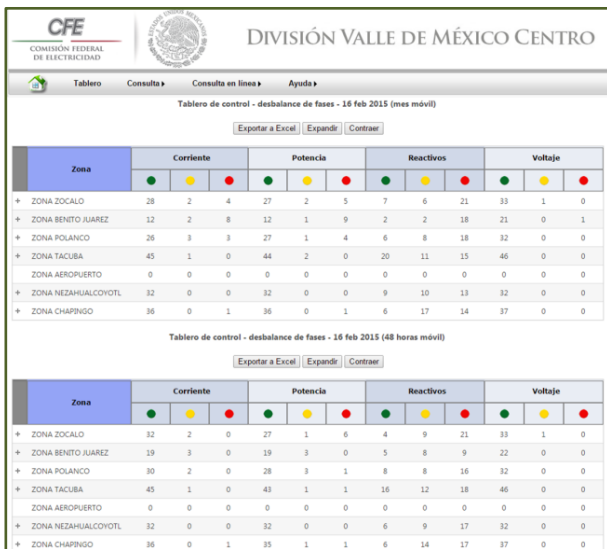 CFE
COMISIÓN FEDERAL
DE ELECTRICIDAD
DIVISIÓN VALLE DE MÉXICO CENTRO
Tablero Consulta Consulta en línea Ayuda
Tablero de control - desbalance de fases - 16 feb 2015 (mes móvil)
Exportar a Excel Expandir Contraer
Zona Corriente Potencia Reactivos Voltaje
+ ZONA ZOCALO 28 2 4 27 2 5 7 6 21 33 1 0
+ ZONA BENITO JUAREZ 12 2 8 12 1 9 2 2 18 21 0 1
+ ZONA POLANCO 26 3 3 27 1 4 6 8 18 32 0 0
+ ZONA TACUBA 45 1 0 44 2 0 20 11 15 46 0 0
ZONA AEROPUERTO 0 0 0 0 0 0 0 0 0 0 0 0
+ ZONA NEZAHUALCOYOTL 32 0 0 32 0 0 9 10 13 32 0 0
+ ZONA CHAPINGO 36 0 1 36 0 1 6 17 14 37 0 0
Tablero de control - desbalance de fases - 16 feb 2015 (48 horas móvil)
Exportar a Excel Expandir Contraer
Zona Corriente Potencia Reactivos Voltaje
+ ZONA ZOCALO 32 2 0 27 1 6 4 9 21 33 1 0
+ ZONA BENITO JUAREZ 19 3 0 19 3 0 5 8 9 22 0 0
+ ZONA POLANCO 30 2 0 28 3 1 8 8 16 32 0 0
+ ZONA TACUBA 45 1 0 43 1 1 16 12 18 46 0 0
ZONA AEROPUERTO 0 0 0 0 0 0 0 0 0 0 0 0
+ ZONA NEZAHUALCOYOTL 32 0 0 32 0 0 6 9 17 32 0 0
+ ZONA CHAPINGO 36 0 1 35 1 1 6 14 17 37 0 0